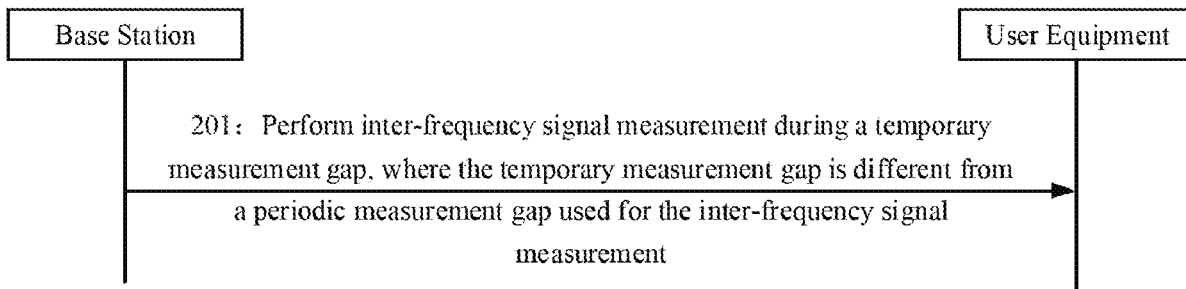 Base Station
User Equipment
201: Perform inter-frequency signal measurement during a temporary
measurement gap, where the temporary measurement gap is different from
a periodic measurement gap used for the inter-frequency signal
measurement